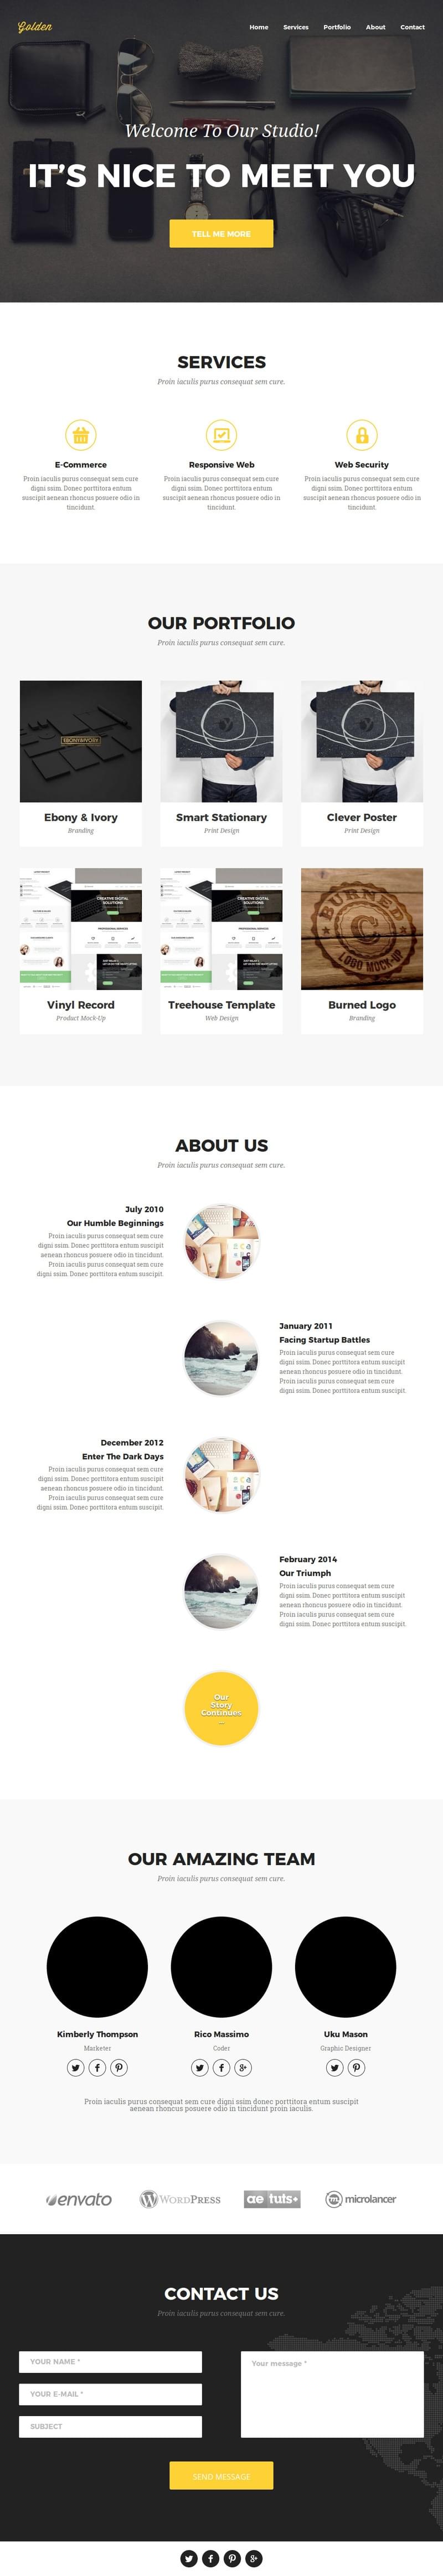 Golden
Home Services Portfolio About Contact
Welcome To Our Studio!
IT'S NICE TO MEET YOU
TELL ME MORE
SERVICES
Proin iaculis purus consequat sem cure.
E-Commerce
Proin iaculis purus consequat sem cure
digni ssim. Donec porttitora entum
suscipit aenean rhoncus posuere odio in
tincidunt.
Responsive Web
Proin iaculis purus consequat sem cure
digni ssim. Donec porttitora entum
suscipit aenean rhoncus posuere odio in
tincidunt.
Web Security
Proin iaculis purus consequat sem cure
digni ssim. Donec porttitora entum
suscipit aenean rhoncus posuere odio in
tincidunt.
OUR PORTFOLIO
Proin iaculis purus consequat sem cure.
EBONY&IVORY
Ebony & Ivory
Branding
Smart Stationary
Print Design
Clever Poster
Print Design
CREATIVE DIGITAL
SOLUTIONS
PROFESSIONAL SERVICES
Vinyl Record
Product Mock-Up
CREATIVE DIGITAL
SOLUTIONS
PROFESSIONAL SERVICES
Treehouse Template
Web Design
LOGO MOCK-UP
Burned Logo
Branding
ABOUT US
Proin iaculis purus consequat sem cure.
July 2010
Our Humble Beginnings
Proin iaculis purus consequat sem cure
digni ssim. Donec porttitora entum suscipit
aenean rhoncus posuere odio in tincidunt.
Proin iaculis purus consequat sem cure
digni ssim. Donec porttitora entum suscipit.
January 2011
Facing Startup Battles
Proin iaculis purus consequat sem cure
digni ssim. Donec porttitora entum suscipit
aenean rhoncus posuere odio in tincidunt.
Proin iaculis purus consequat sem cure
digni ssim. Donec porttitora entum suscipit.
December 2012
Enter The Dark Days
Proin iaculis purus consequat sem cure
digni ssim. Donec porttitora entum suscipit
aenean rhoncus posuere odio in tincidunt.
Proin iaculis purus consequat sem cure
digni ssim. Donec porttitora entum suscipit.
February 2014
Our Triumph
Proin iaculis purus consequat sem cure
digni ssim. Donec porttitora entum suscipit
aenean rhoncus posuere odio in tincidunt.
Proin iaculis purus consequat sem cure
digni ssim. Donec porttitora entum suscipit.
Our
Story
Continues
...
OUR AMAZING TEAM
Proin iaculis purus consequat sem cure.
Kimberly Thompson
Marketer
Rico Massimo
Coder
Uku Mason
Graphic Designer
Proin iaculis purus consequat sem cure digni ssim donec porttitora entum suscipit
aenean rhoncus posuere odio in tincidunt proin iaculis.
envato
WORDPRESS
ae tuts+
microlancer
CONTACT US
Proin iaculis purus consequat sem cure.
YOUR NAME *
YOUR E-MAIL *
SUBJECT
Your message *
SEND MESSAGE